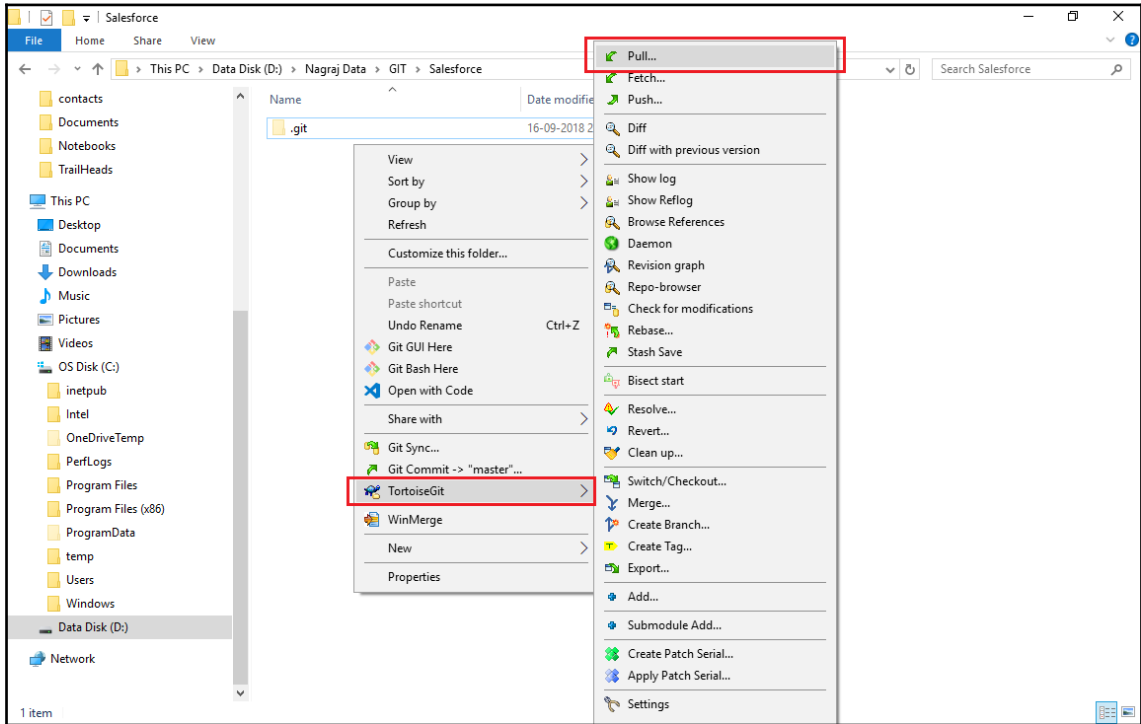 Salesforce
File Home Share View
This PC > Data Disk (D:) > Nagraj Data > GIT > Salesforce
Search Salesforce
contacts
Documents
Notebooks
TrailHeads
This PC
Desktop
Documents
Downloads
Music
Pictures
Videos
OS Disk (C:)
inetpub
Intel
OneDriveTemp
PerfLogs
Program Files
Program Files (x86)
ProgramData
temp
Users
Windows
Data Disk (D:)
Network
1 item
Name Date modifie
.git 16-09-2018 2
View
Sort by
Group by
Refresh
Customize this folder...
Paste
Paste shortcut
Undo Rename Ctrl+Z
Git GUI Here
Git Bash Here
Open with Code
Share with
Git Sync...
Git Commit -> "master"...
TortoiseGit
WinMerge
New
Properties
Pull...
Fetch...
Push...
Diff
Diff with previous version
Show log
Show Reflog
Browse References
Daemon
Revision graph
Repo-browser
Check for modifications
Rebase...
Stash Save
Bisect start
Resolve...
Revert...
Clean up...
Switch/Checkout...
Merge...
Create Branch...
Create Tag...
Export...
Add...
Submodule Add...
Create Patch Serial...
Apply Patch Serial...
Settings